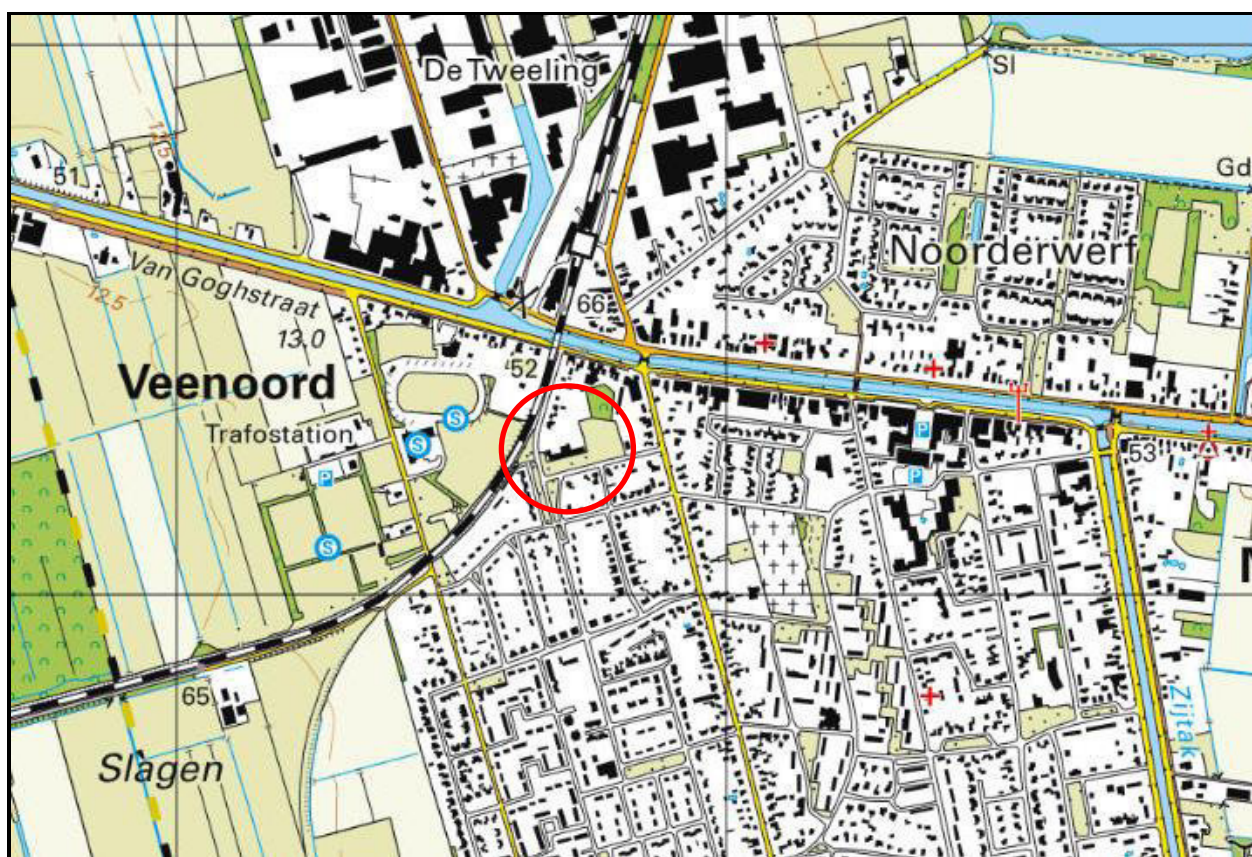 De Tweeling
Sl
Gd
51
12.5
Noorderwerf
Van Goghstraat
12.5
66
13.0
52
Veenoord
Trafostation
S
S
P
P
P
53
S
65
Zijtak
Slagen